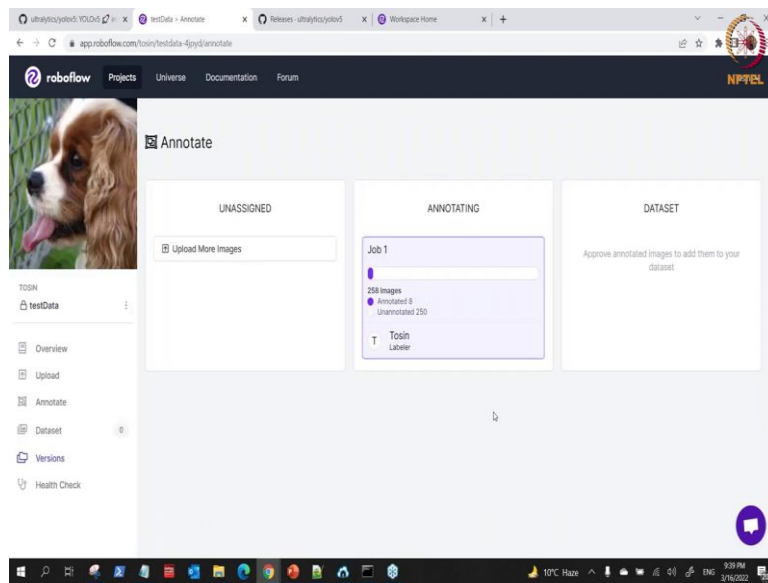 ultralytics/yolov5: YOLOv5
testData > Annotate
Releases · ultralytics/yolov5
Workspace Home
app.roboflow.com/tosin/testdata-4jpyd/annotate
NPTEL
roboflow
Projects
Universe
Documentation
Forum
Annotate
UNASSIGNED
Upload More Images
ANNOTATING
Job 1
258 Images
Annotated 8
Unannotated 250
T
Tosin
Labeler
DATASET
Approve annotated images to add them to your
dataset
TOSIN
testData
Overview
Upload
Annotate
Dataset
0
Versions
Health Check
10°C Haze
ENG
9:39 PM
3/16/2022